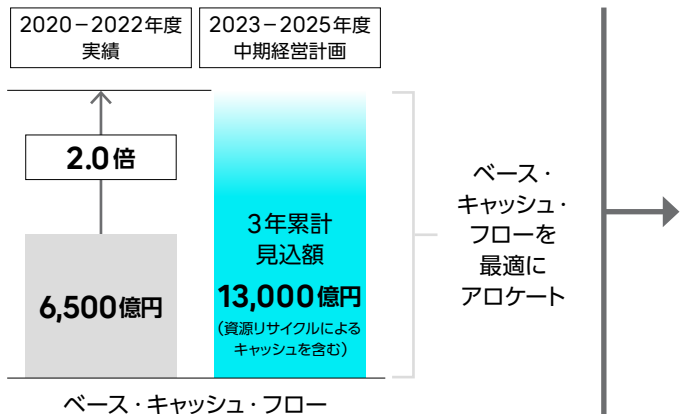 2020－2022年度
実績
2023－2025年度
中期経営計画
2.0倍
6,500億円
3年累計
見込額
13,000億円
(資源リサイクルによる
キャッシュを含む)
ベース・キャッシュ・フロー
ベース・
キャッシュ・
フローを
最適に
アロケート